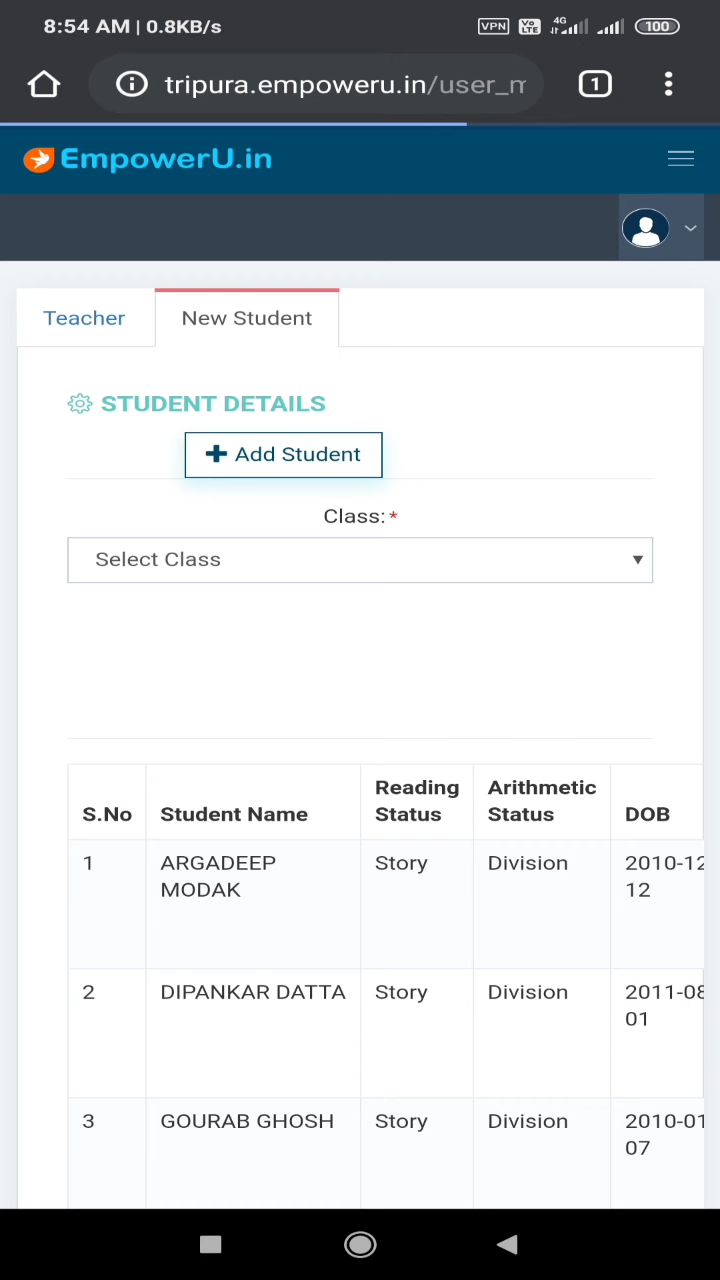 8:54 AM | 0.8KB/s VPN Vo LTE 4G 100
tripura.empoweru.in/user_m 1
EmpowerU.in
Teacher New Student
STUDENT DETAILS
+ Add Student
Class: *
Select Class
S.No Student Name Reading Status Arithmetic Status DOB
1 ARGADEEP MODAK Story Division 2010-12 12
2 DIPANKAR DATTA Story Division 2011-08 01
3 GOURAB GHOSH Story Division 2010-01 07